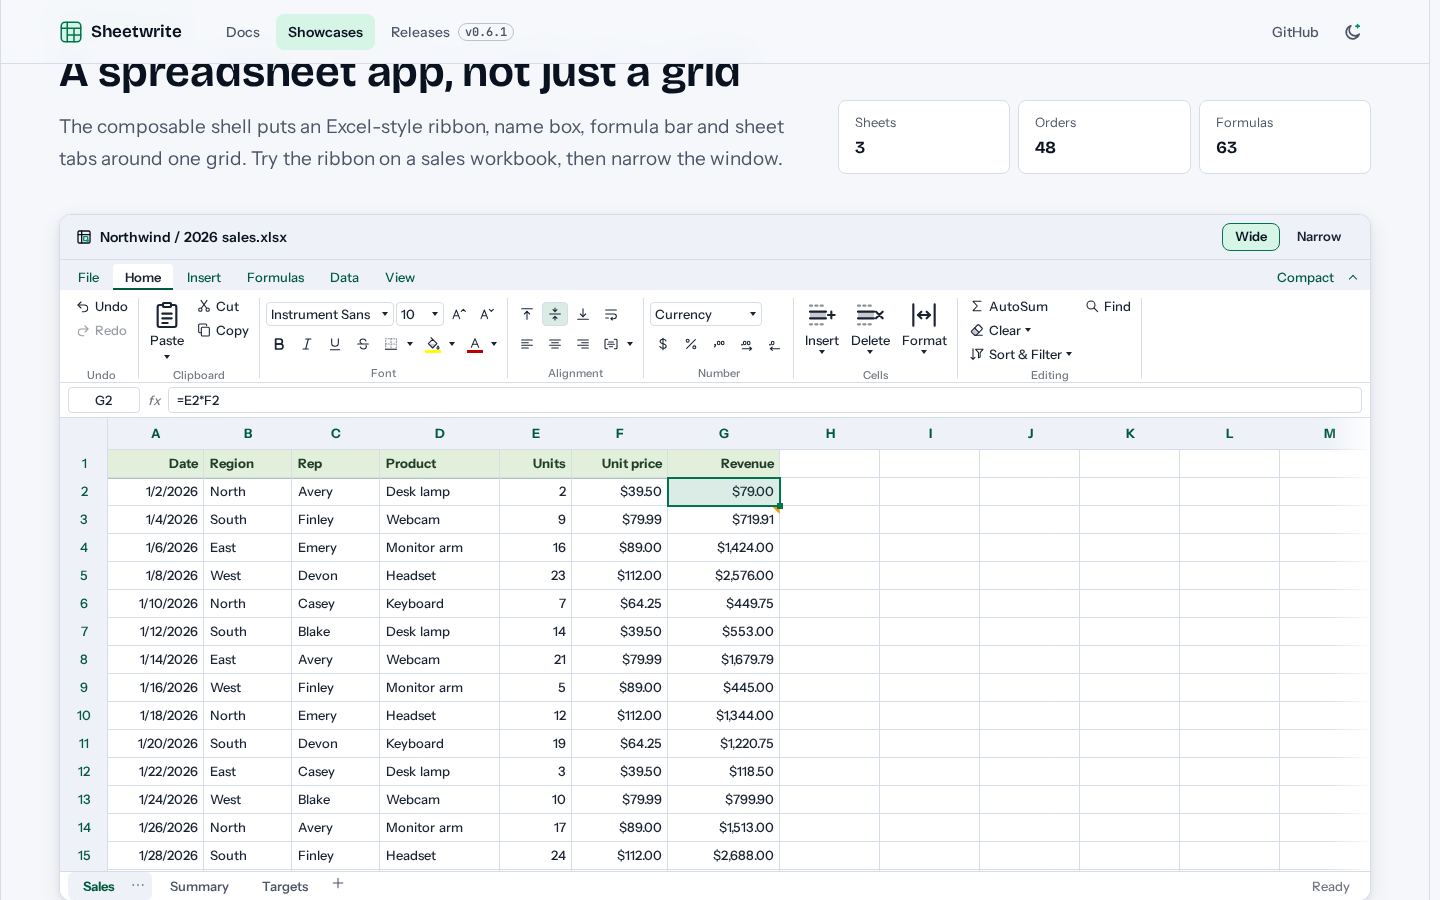 Sheetwrite Docs Showcases Releases v0.6.1 GitHub
A spreadsheet app, not just a grid
The composable shell puts an Excel-style ribbon, name box, formula bar and sheet
tabs around one grid. Try the ribbon on a sales workbook, then narrow the window.
Sheets Orders Formulas
3 48 63
Northwind / 2026 sales.xlsx Wide Narrow
File Home Insert Formulas Data View Compact
Undo Paste Cut Instrument Sans 10 A A Currency Insert Delete Format AutoSum Find
Redo Copy B I U S A $ % Clear
Sort & Filter
Undo Clipboard Font Alignment Number Cells Editing
G2 fx =E2*F2
A B C D E F G H I J K L M
1 Date Region Rep Product Units Unit price Revenue
2 1/2/2026 North Avery Desk lamp 2 $39.50 $79.00
3 1/4/2026 South Finley Webcam 9 $79.99 $719.91
4 1/6/2026 East Emery Monitor arm 16 $89.00 $1,424.00
5 1/8/2026 West Devon Headset 23 $112.00 $2,576.00
6 1/10/2026 North Casey Keyboard 7 $64.25 $449.75
7 1/12/2026 South Blake Desk lamp 14 $39.50 $553.00
8 1/14/2026 East Avery Webcam 21 $79.99 $1,679.79
9 1/16/2026 West Finley Monitor arm 5 $89.00 $445.00
10 1/18/2026 North Emery Headset 12 $112.00 $1,344.00
11 1/20/2026 South Devon Keyboard 19 $64.25 $1,220.75
12 1/22/2026 East Casey Desk lamp 3 $39.50 $118.50
13 1/24/2026 West Blake Webcam 10 $79.99 $799.90
14 1/26/2026 North Avery Monitor arm 17 $89.00 $1,513.00
15 1/28/2026 South Finley Headset 24 $112.00 $2,688.00
Sales ··· Summary Targets + Ready